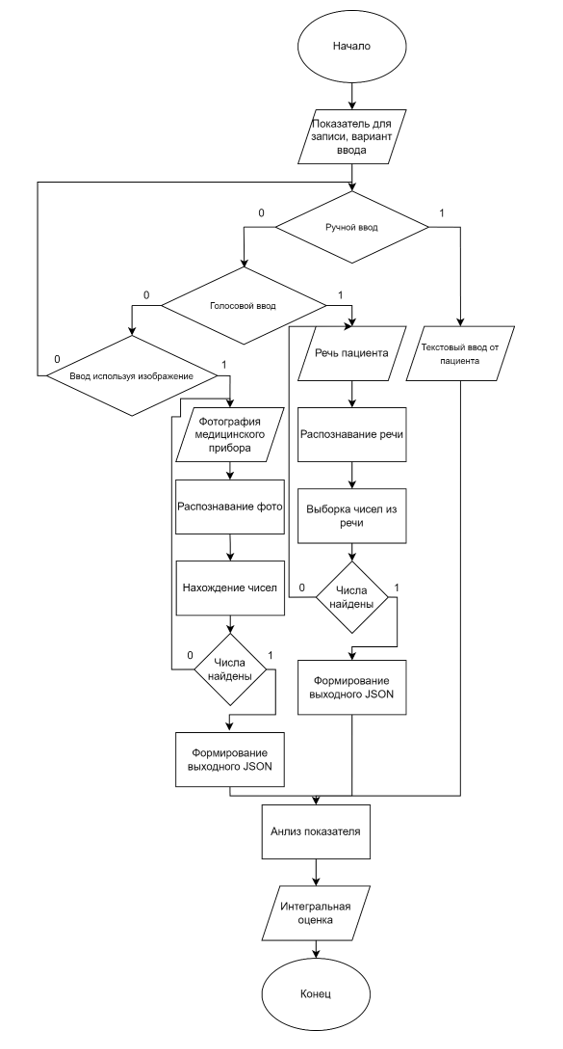 Начало
Показатель для
записи, вариант
ввода
0
1
Ручной ввод
0
1
Голосовой ввод
0
1
Ввод используя изображение
Речь пациента
Текстовый ввод от
пациента
Фотография
медицинского
прибора
Распознавание речи
Распознавание фото
Выборка чисел из
речи
Нахождение чисел
0
1
Числа
найдены
0
1
Числа
найдены
Формирование
выходного JSON
Формирование
выходного JSON
Анлиз показателя
Интегральная
оценка
Конец